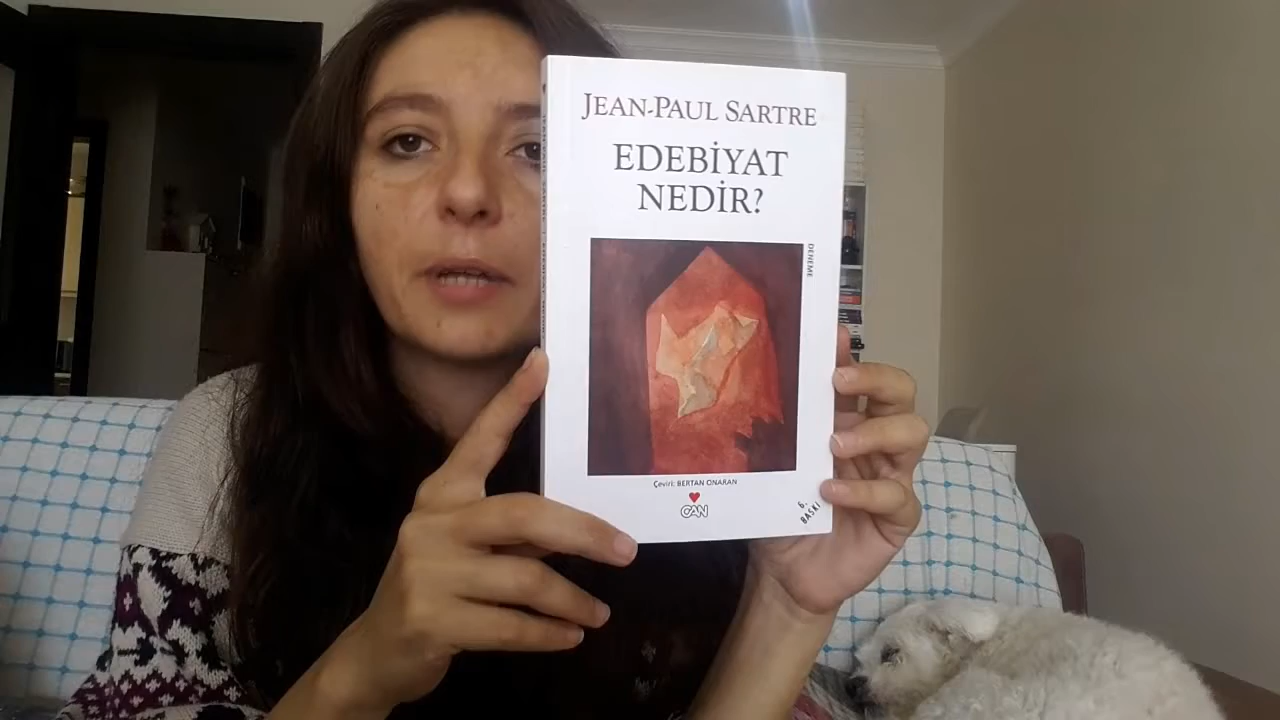 JEAN-PAUL SARTRE
EDEBİYAT
NEDİR?
DENEME
Çeviri: BERTAN ONARAN
CAN
6.
BASKI